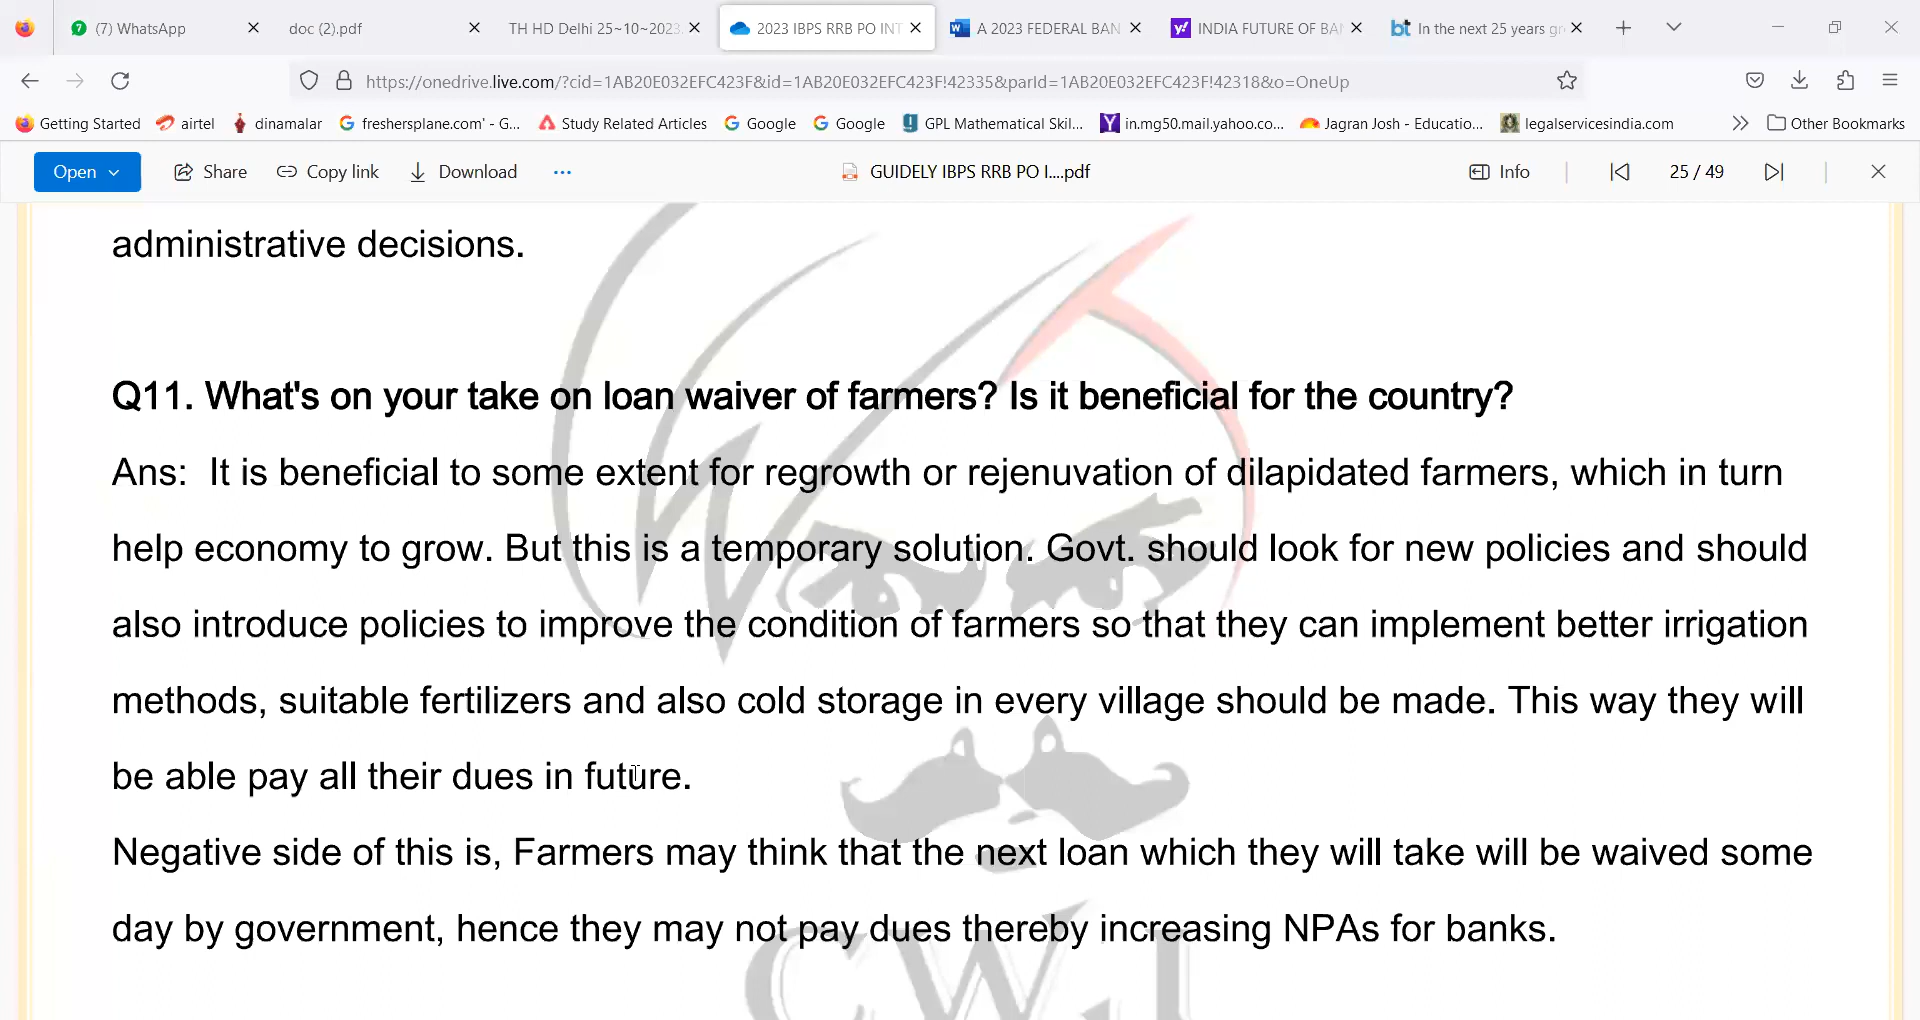 (7) WhatsApp
doc (2).pdf
TH HD Delhi 25~10~2023
2023 IBPS RRB PO INT
A 2023 FEDERAL BAN
INDIA FUTURE OF BA
In the next 25 years gr
https://onedrive.live.com/?cid=1AB20E032EFC423F&id=1AB20E032EFC423F!42335&parId=1AB20E032EFC423F!42318&o=OneUp
Getting Started
airtel
dinamalar
freshersplane.com' - G...
Study Related Articles
Google
Google
GPL Mathematical Skil...
in.mg50.mail.yahoo.co...
Jagran Josh - Educatio...
legalservicesindia.com
Other Bookmarks
Open
Share
Copy link
Download
GUIDELY IBPS RRB PO I....pdf
Info
25 / 49
administrative decisions.
Q11. What's on your take on loan waiver of farmers? Is it beneficial for the country?
Ans: It is beneficial to some extent for regrowth or rejenuvation of dilapidated farmers, which in turn
help economy to grow. But this is a temporary solution. Govt. should look for new policies and should
also introduce policies to improve the condition of farmers so that they can implement better irrigation
methods, suitable fertilizers and also cold storage in every village should be made. This way they will
be able pay all their dues in future.
Negative side of this is, Farmers may think that the next loan which they will take will be waived some
day by government, hence they may not pay dues thereby increasing NPAs for banks.